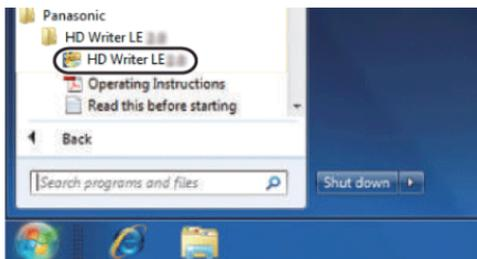 Panasonic
HD Writer LE
HD Writer LE
Operating Instructions
Read this before starting
Back
Search programs and files
Shut down